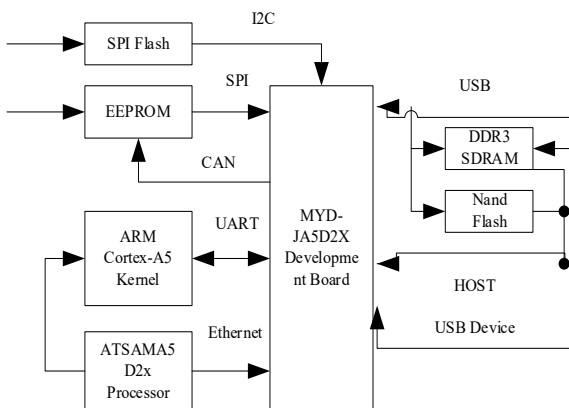 I2C
SPI Flash
SPI
EEPROM
CAN
UART
ARM
Cortex-A5
Kernel
Ethernet
ATSAMA5
D2x
Processor
MYD-
JA5D2X
Developme
nt Board
USB
DDR3
SDRAM
Nand
Flash
HOST
USB Device